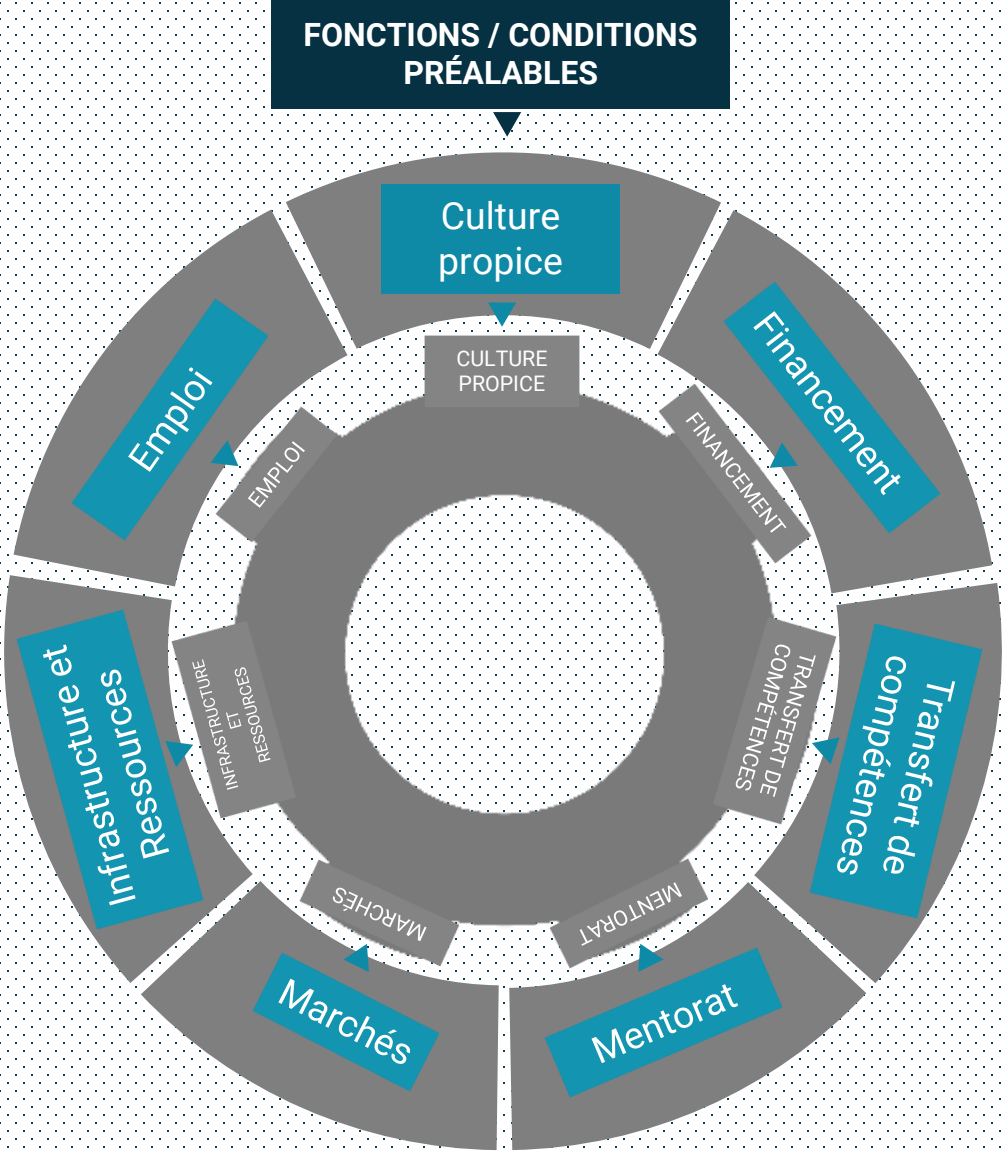 FONCTIONS / CONDITIONS
PRÉALABLES
Culture
propice
CULTURE
PROPICE
Financement
FINANCEMENT
Transfert de
compétences
TRANSFERT DE
COMPÉTENCES
Mentorat
MENTORAT
Marchés
MARCHÉS
Infrastructure et
Ressources
INFRASTRUCTURE
ET
RESSOURCES
Emploi
EMPLOI